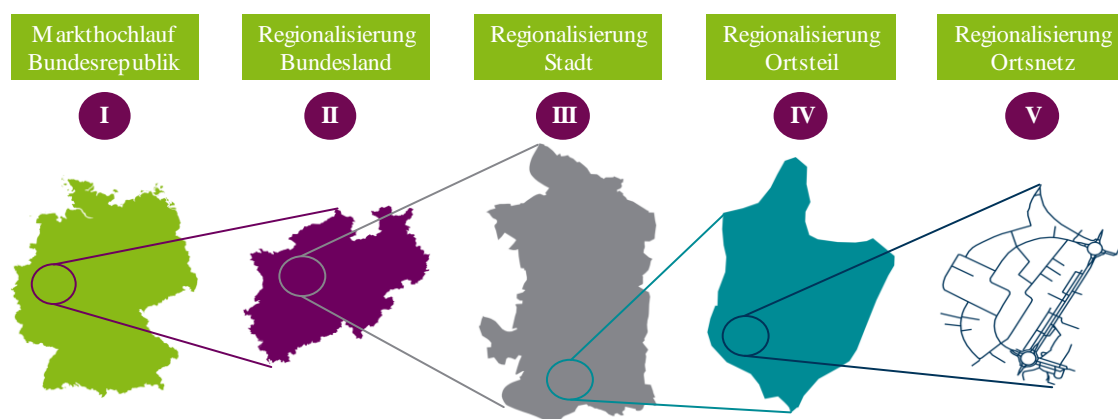 Markthochlauf
Bundesrepublik
Regionalisierung
Bundesland
Regionalisierung
Stadt
Regionalisierung
Ortsteil
Regionalisierung
Ortsnetz
I
II
III
IV
V